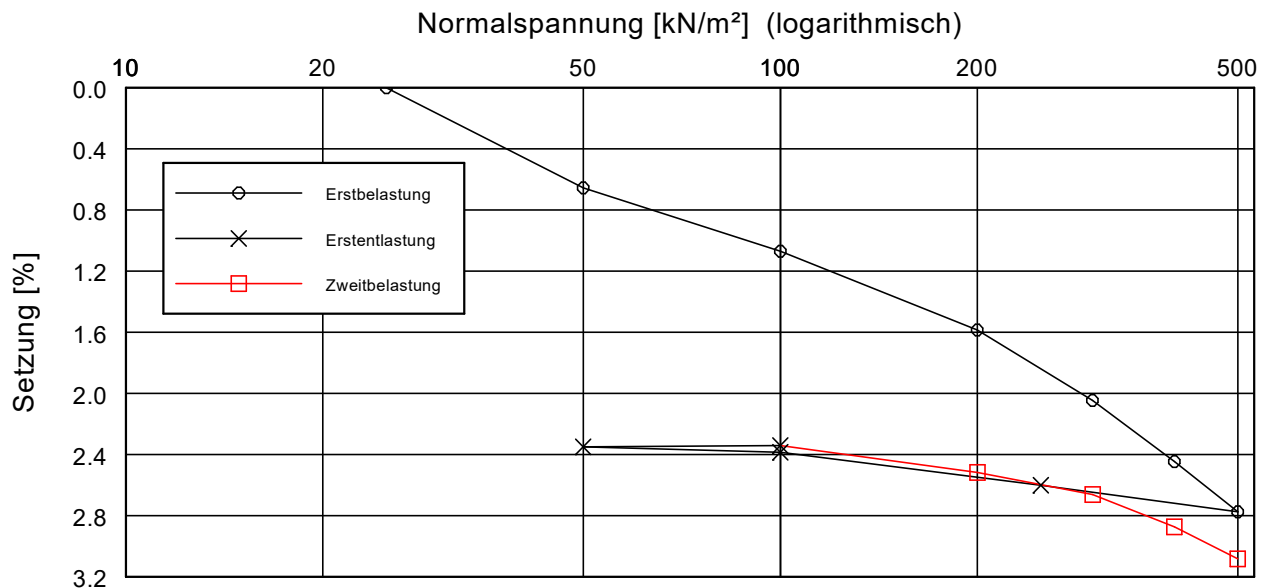 Normalspannung [kN/m²] (logarithmisch)
10 20 50 100 200 500
0.0
0.4
0.8
1.2
1.6
2.0
2.4
2.8
3.2
Setzung [%]
Erstbelastung
Erstentlastung
Zweitbelastung